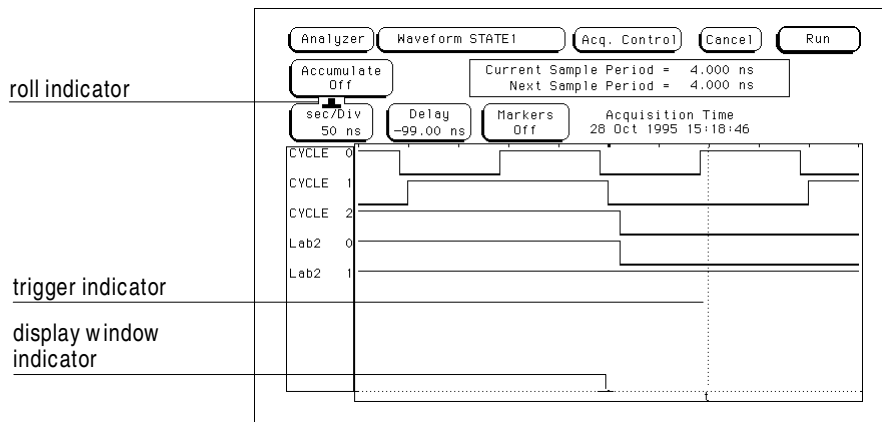 Analyzer Waveform STATE1 Acq. Control Cancel Run
Accumulate
Off
Current Sample Period = 4.000 ns
Next Sample Period = 4.000 ns
roll indicator
sec/Div
50 ns
Delay
-99.00 ns
Markers
Off
Acquisition Time
28 Oct 1995 15:18:46
CYCLE 0
CYCLE 1
CYCLE 2
Lab2 0
Lab2 1
trigger indicator
display window
indicator
t